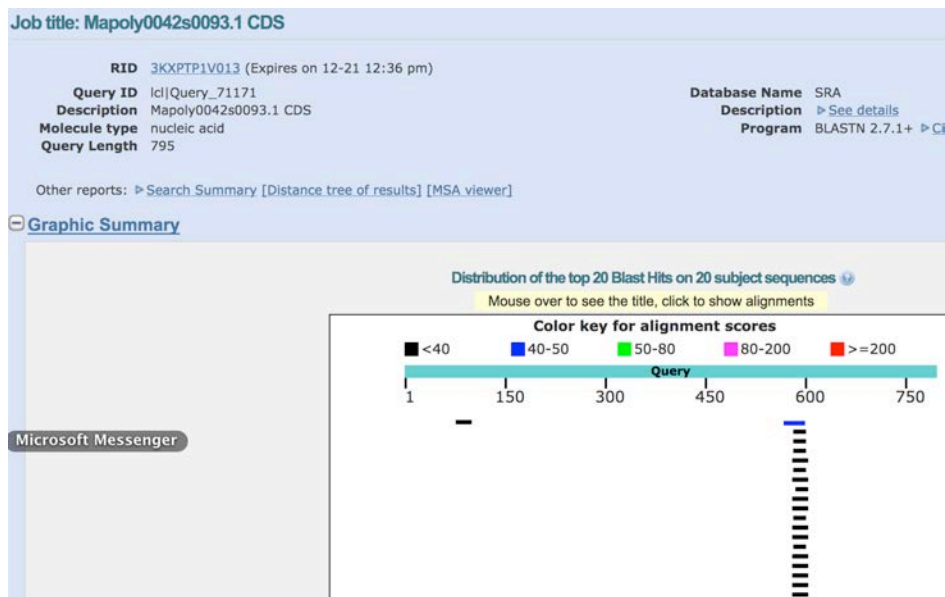 Job title: Mapoly0042s0093.1 CDS
RID 3KXPTP1V013 (Expires on 12-21 12:36 pm)
Query ID lcl|Query_71171
Description Mapoly0042s0093.1 CDS
Molecule type nucleic acid
Query Length 795
Database Name SRA
Description See details
Program BLASTN 2.7.1+
Other reports: Search Summary [Distance tree of results] [MSA viewer]
Graphic Summary
Distribution of the top 20 Blast Hits on 20 subject sequences
Mouse over to see the title, click to show alignments
Color key for alignment scores
<40 40-50 50-80 80-200 >=200
Query
1 150 300 450 600 750
Microsoft Messenger